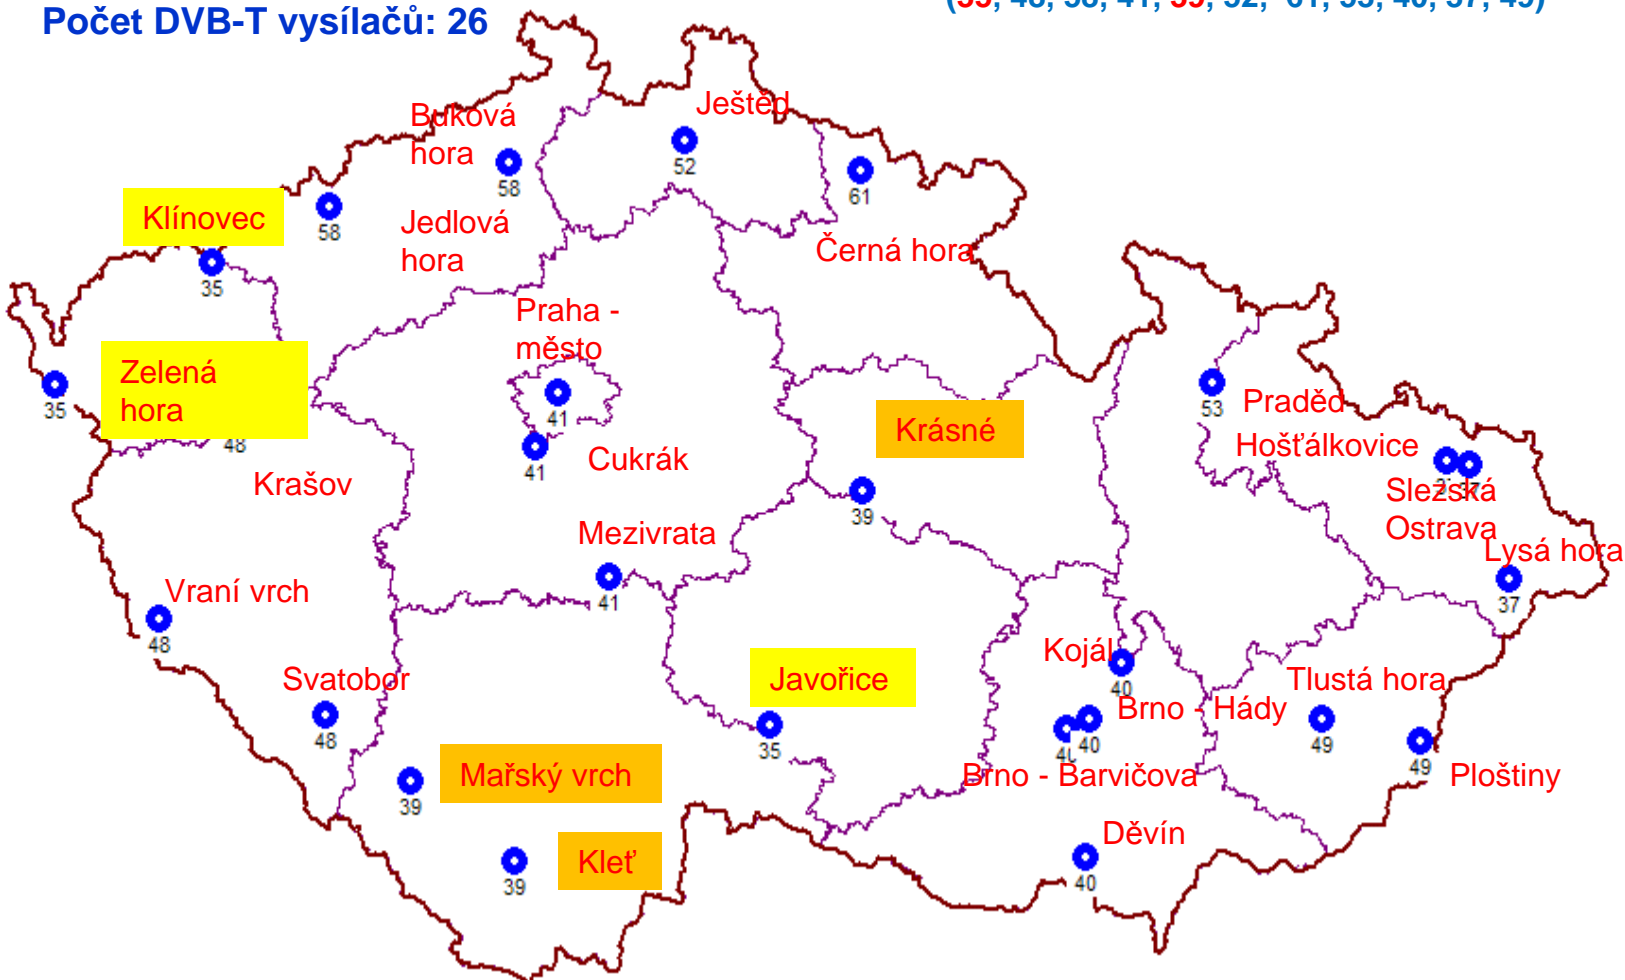 Počet DVB-T vysílačů: 26
Buková
hora
Ještěd
58
52
61
Klínovec
58
Jedlová
hora
Černá hora
35
Praha -
město
Zelená
hora
35
41
Krásné
53
Praděd
48
41
Cukrák
Hošťálkovice
Krašov
39
Slezská
Ostrava
Mezivrata
Lysá hora
41
37
Vraní vrch
48
Kojál
40
Svatobor
Javořice
Tlustá hora
48
35
Brno - Hády
40
49
49
Mařský vrch
39
Brno - Barvičova
Ploštiny
Děvín
Kleť
39
40